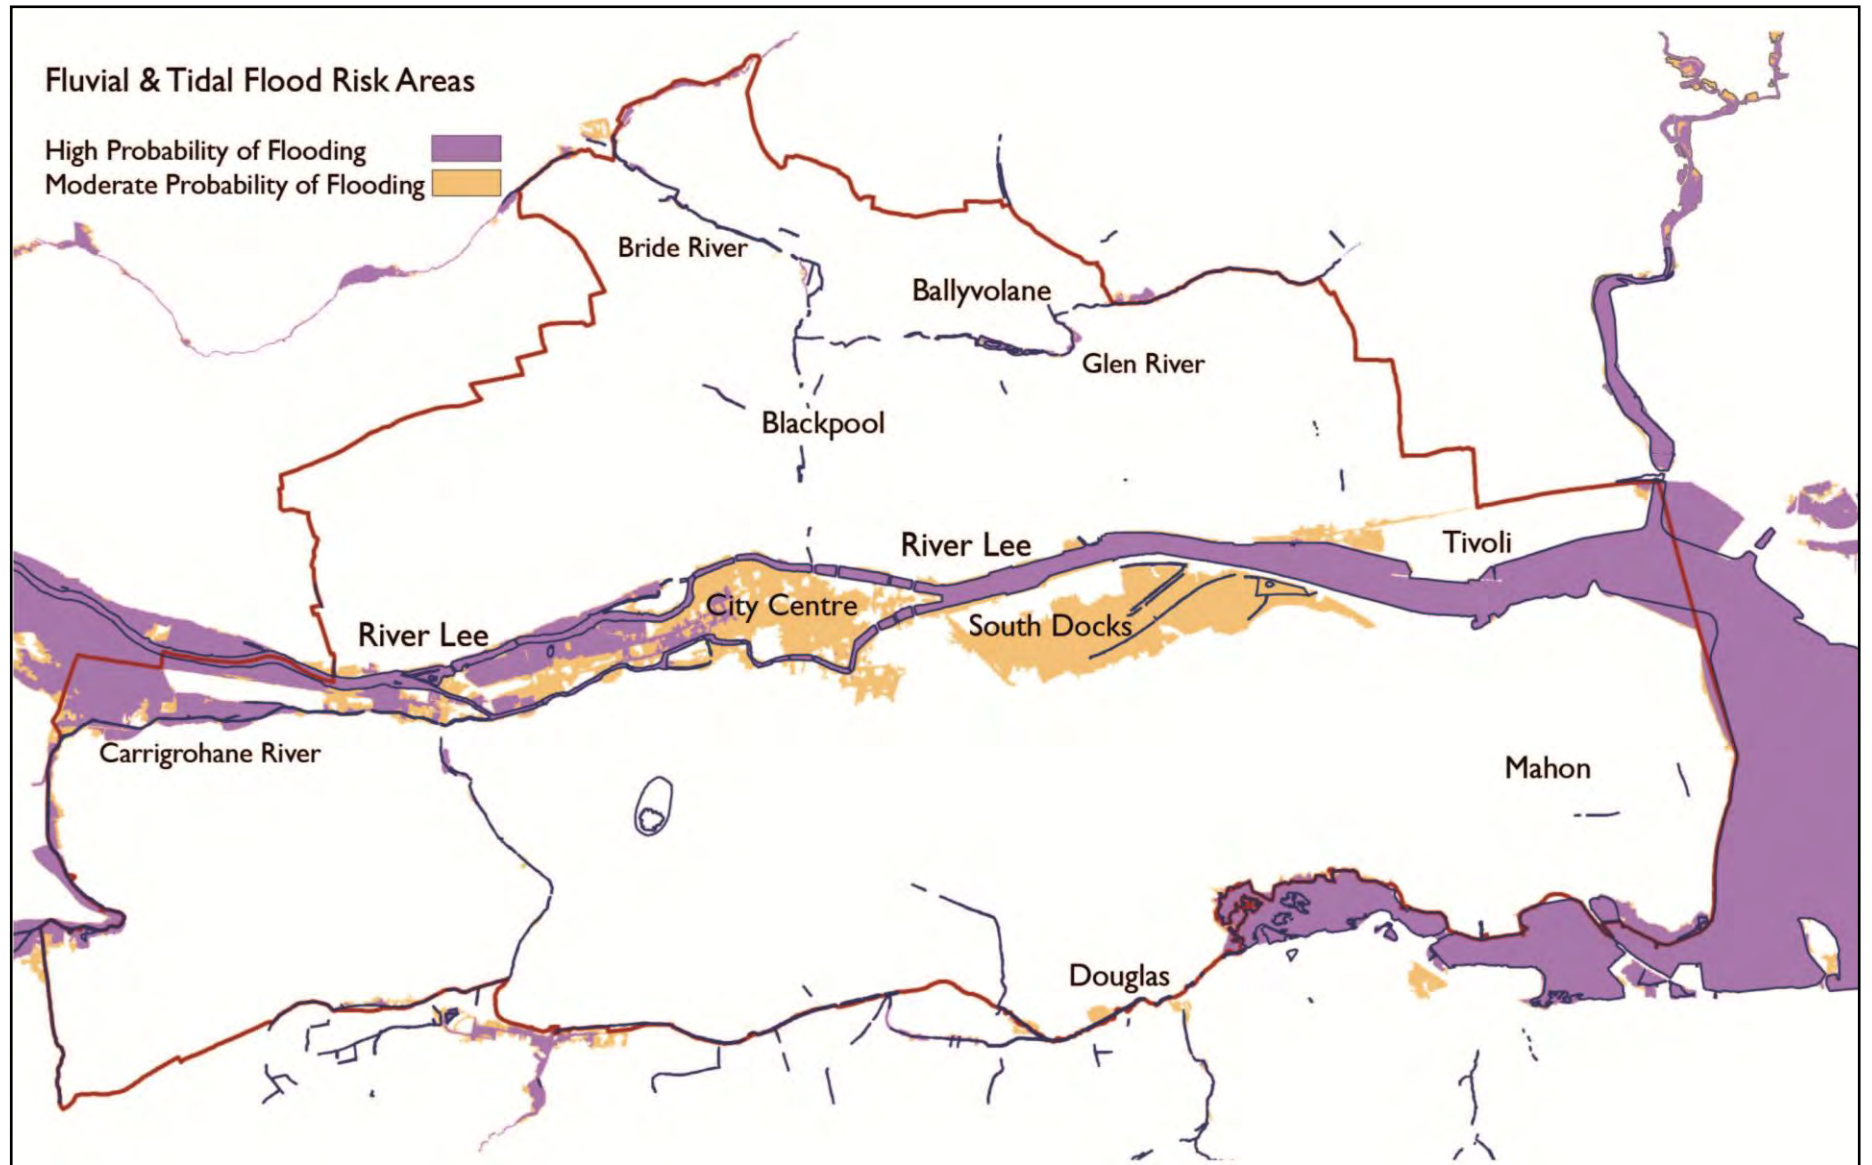 Fluvial & Tidal Flood Risk Areas
High Probability of Flooding
Moderate Probability of Flooding
Bride River
Ballyvolane
Glen River
Blackpool
River Lee
Tivoli
City Centre
South Docks
River Lee
Carrigrohane River
Mahon
Douglas